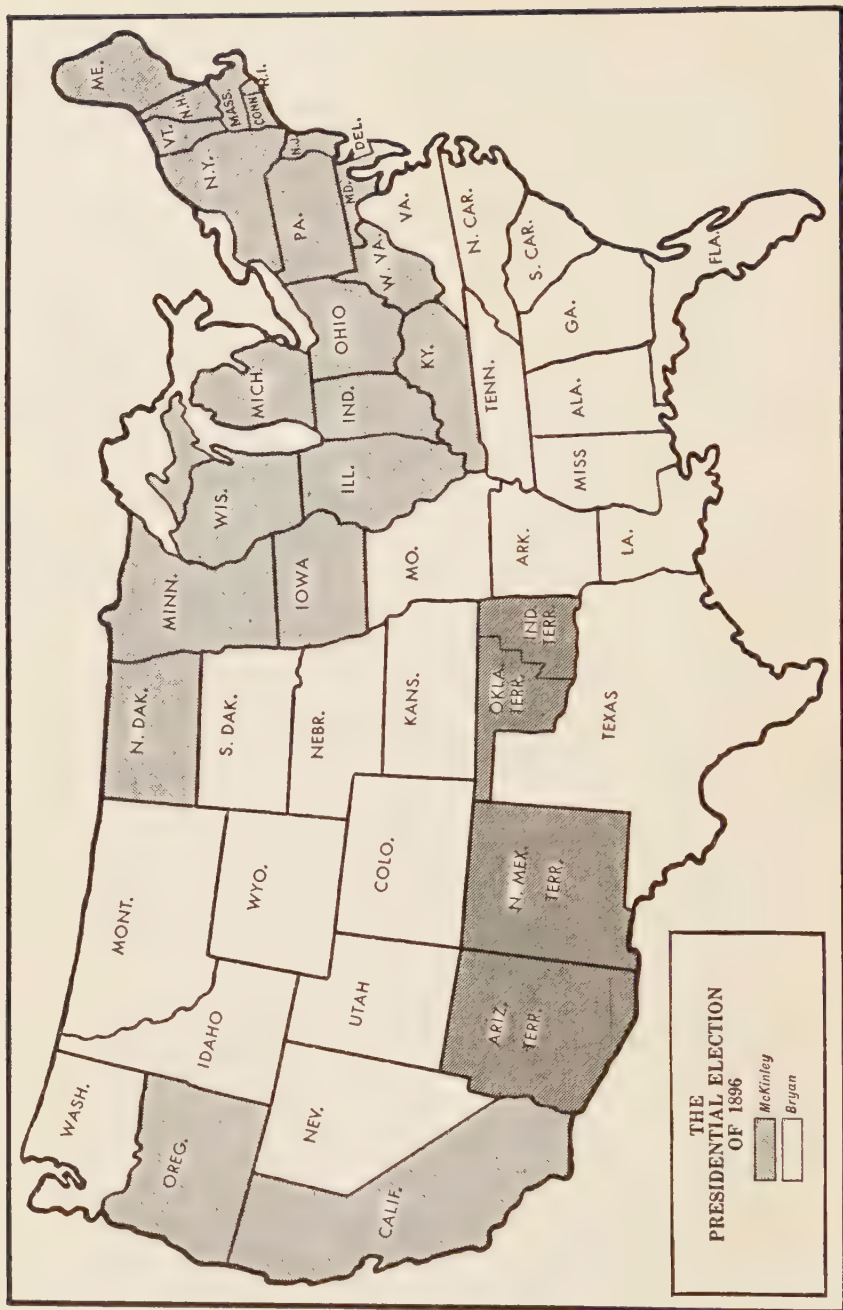 WASH.
OREG.
CALIF.
NEV.
IDAHO
MONT.
WYO.
UTAH
COLO.
ARIZ.
TERR.
N. MEX.
TERR.
N. DAK.
S. DAK.
NEBR.
KANS.
OKLA.
TERR.
IND.
TERR.
TEXAS
MINN.
IOWA
MO.
ARK.
LA.
WIS.
ILL.
MICH.
IND.
OHIO
KY.
TENN.
MISS
ALA.
GA.
FLA.
S. CAR.
N. CAR.
VA.
W. VA.
MD.
DEL.
PA.
N.J.
N.Y.
CONN.
R.I.
MASS.
VT.
N.H.
ME.
THE
PRESIDENTIAL ELECTION
OF 1896
McKinley
Bryan